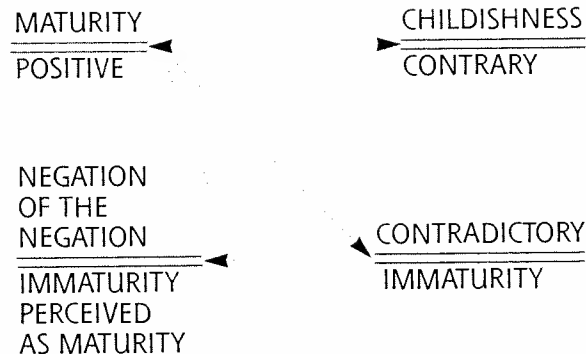 MATURITY
POSITIVE
CHILDISHNESS
CONTRARY
NEGATION
OF THE
NEGATION
IMMATURITY
PERCEIVED
AS MATURITY
CONTRADICTORY
IMMATURITY